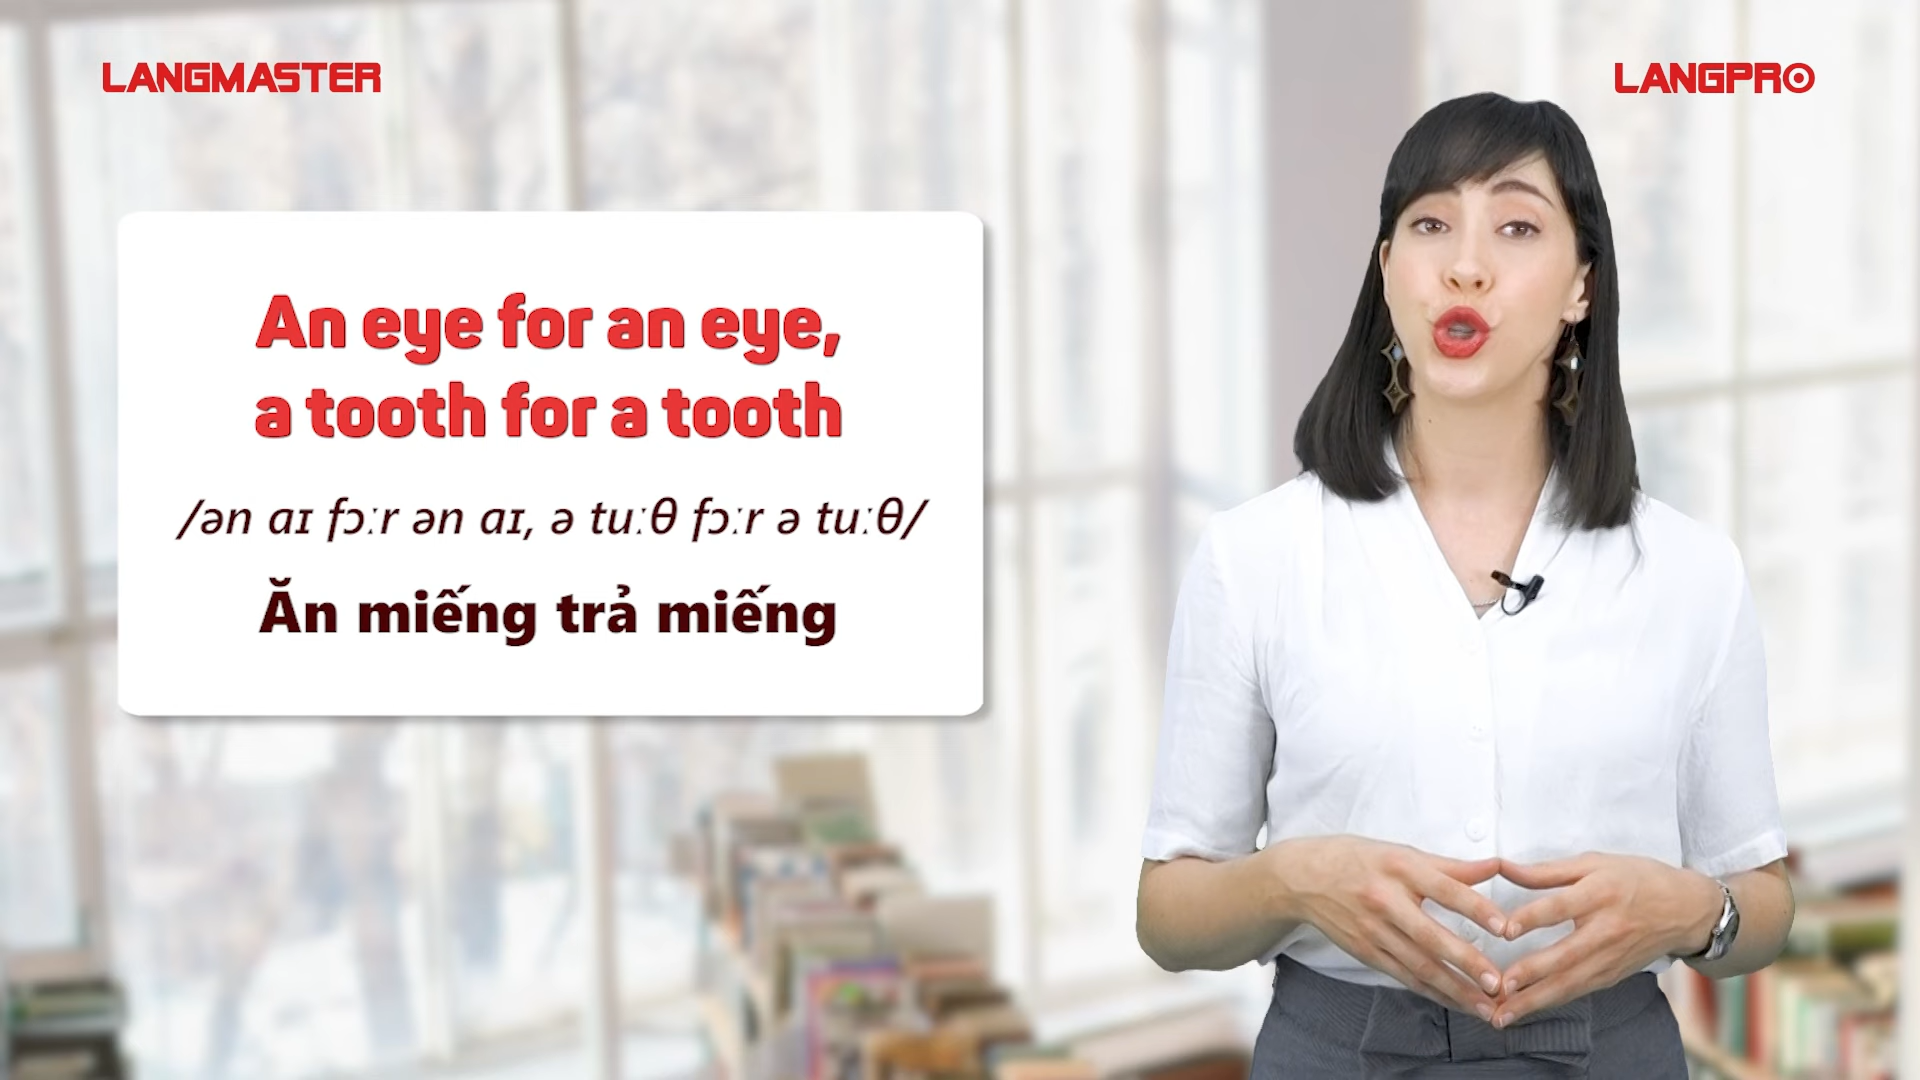 LANGMASTER
LANGPRO
An eye for an eye,
a tooth for a tooth
/ən aɪ fɔːr ən aɪ, ə tuːθ fɔːr ə tuːθ/
Ăn miếng trả miếng